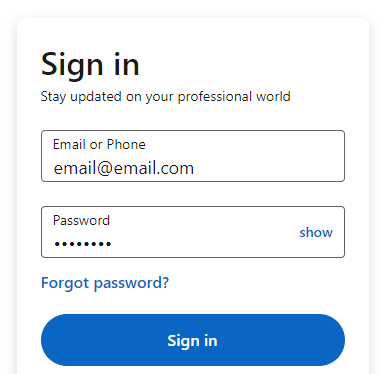 Sign in
Stay updated on your professional world
Email or Phone
email@email.com
Password
••••••••
show
Forgot password?
Sign in